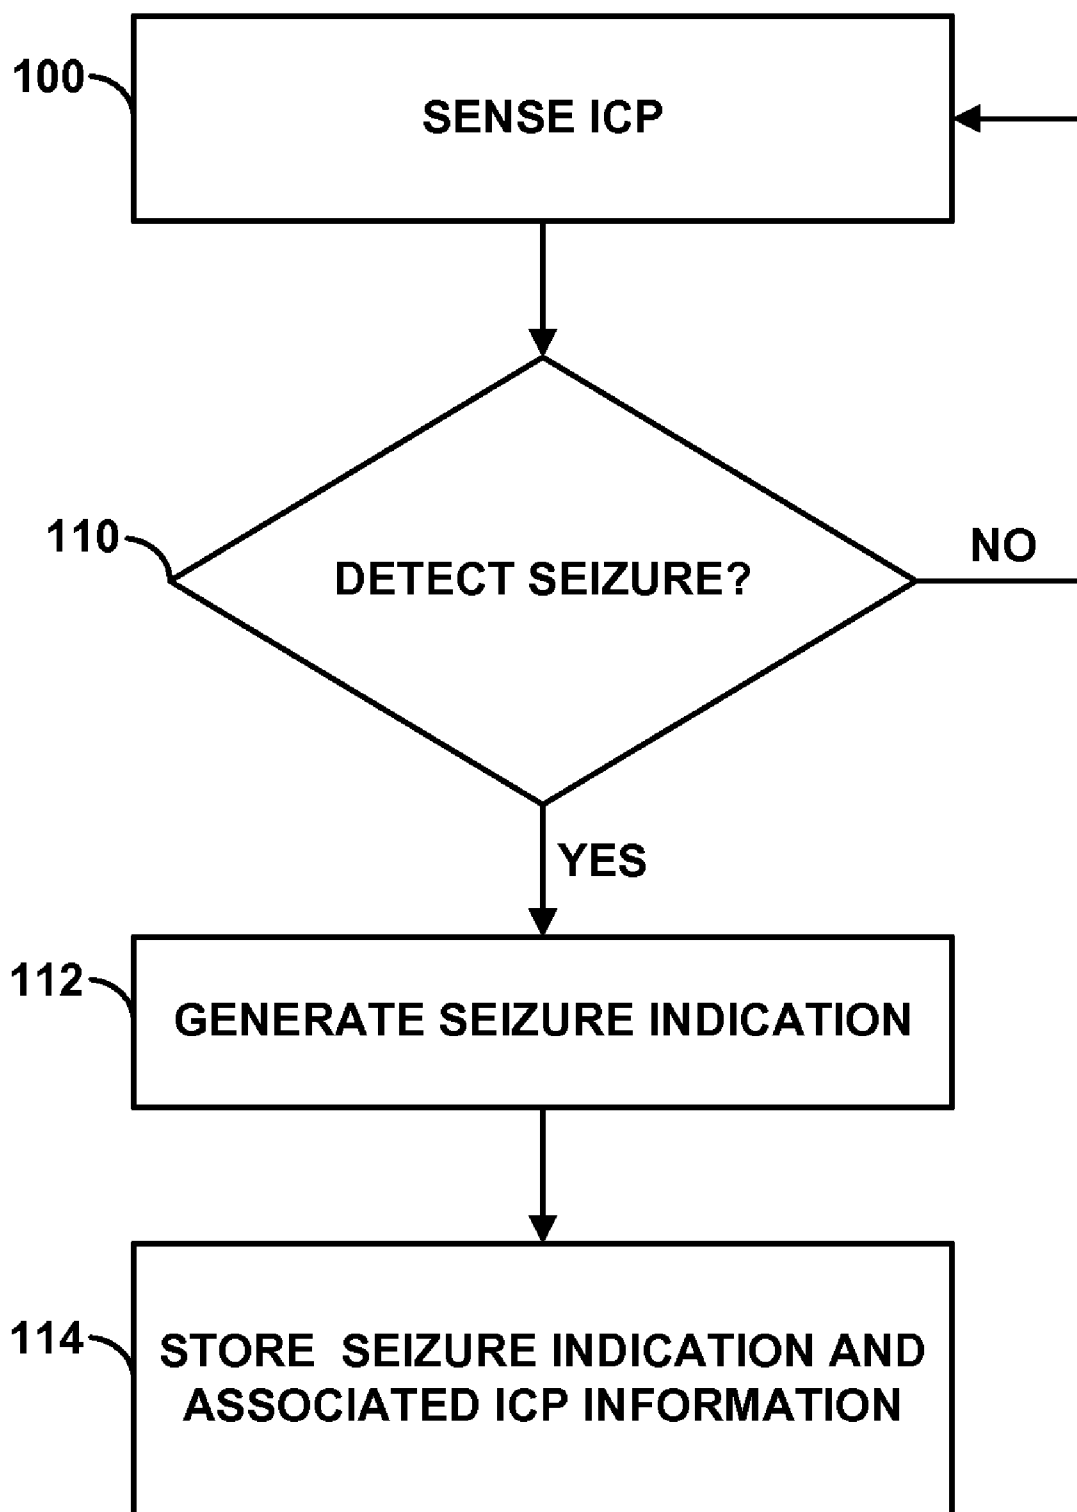 100
SENSE ICP
110
DETECT SEIZURE?
NO
YES
112
GENERATE SEIZURE INDICATION
114
STORE  SEIZURE INDICATION AND
ASSOCIATED ICP INFORMATION